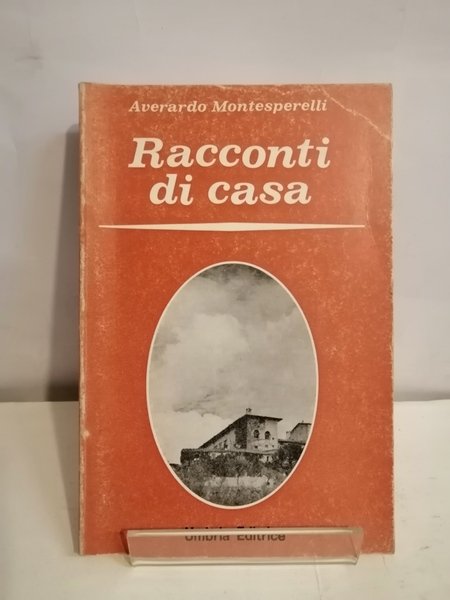 Averardo Montesperelli
Racconti
di casa
Umbria Editrice